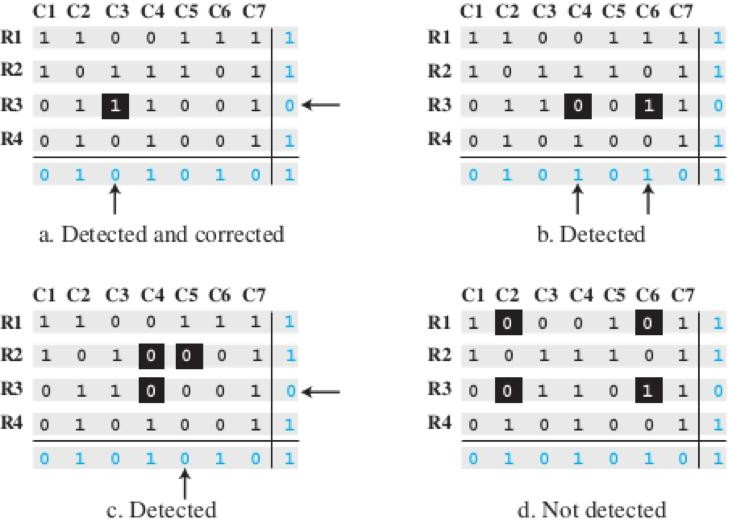 C1 C2 C3 C4 C5 C6 C7
R1 1 1 0 0 1 1 1 1
R2 1 0 1 1 1 0 1 1
R3 0 1 1 1 0 0 1 0
R4 0 1 0 1 0 0 1 1
0 1 0 1 0 1 0 1
a. Detected and corrected
C1 C2 C3 C4 C5 C6 C7
R1 1 1 0 0 1 1 1 1
R2 1 0 1 1 1 0 1 1
R3 0 1 1 0 0 1 1 0
R4 0 1 0 1 0 0 1 1
0 1 0 1 0 1 0 1
b. Detected
C1 C2 C3 C4 C5 C6 C7
R1 1 1 0 0 1 1 1 1
R2 1 0 1 0 0 0 1 1
R3 0 1 1 0 0 0 1 0
R4 0 1 0 1 0 0 1 1
0 1 0 1 0 1 0 1
c. Detected
C1 C2 C3 C4 C5 C6 C7
R1 1 0 0 0 1 0 1 1
R2 1 0 1 1 1 0 1 1
R3 0 0 1 1 0 1 1 0
R4 0 1 0 1 0 0 1 1
0 1 0 1 0 1 0 1
d. Not detected